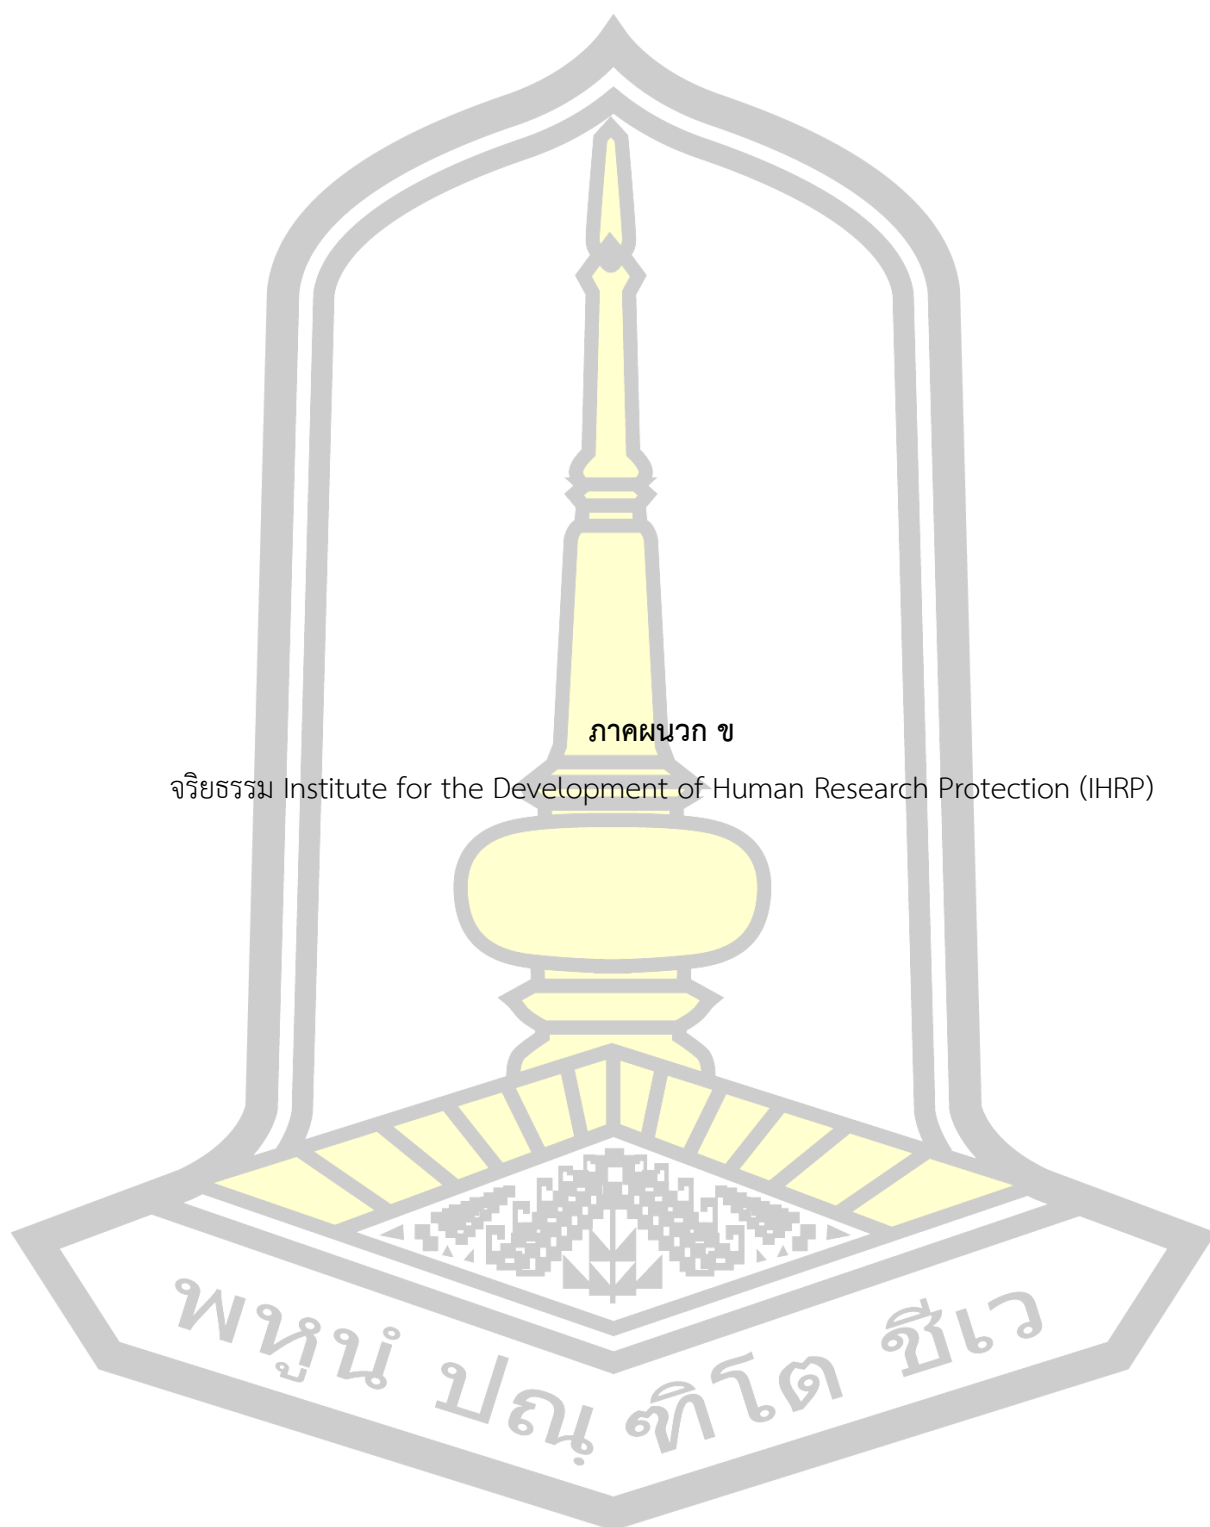 ภาคผนวก ข
จริยธรรม Institute for the Development of Human Research Protection (IHRP)
พหูนํ ปณฺฑิโต ชีเว